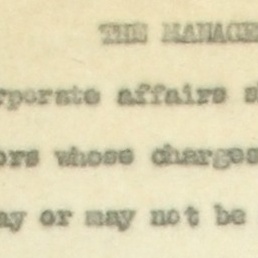 THE MANAGE
rporate affairs s
ors whose charges
ay or may not be